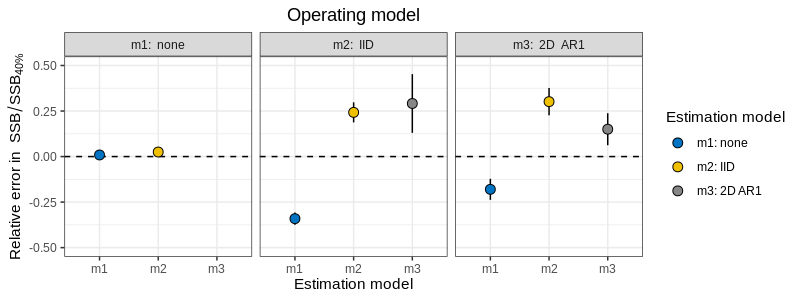 Operating model
m1: none
m2: IID
m3: 2D AR1
Relative error in SSB/SSB40%
0.50
0.25
0.00
-0.25
-0.50
m1 m2 m3
m1 m2 m3
m1 m2 m3
Estimation model
Estimation model
m1: none
m2: IID
m3: 2D AR1